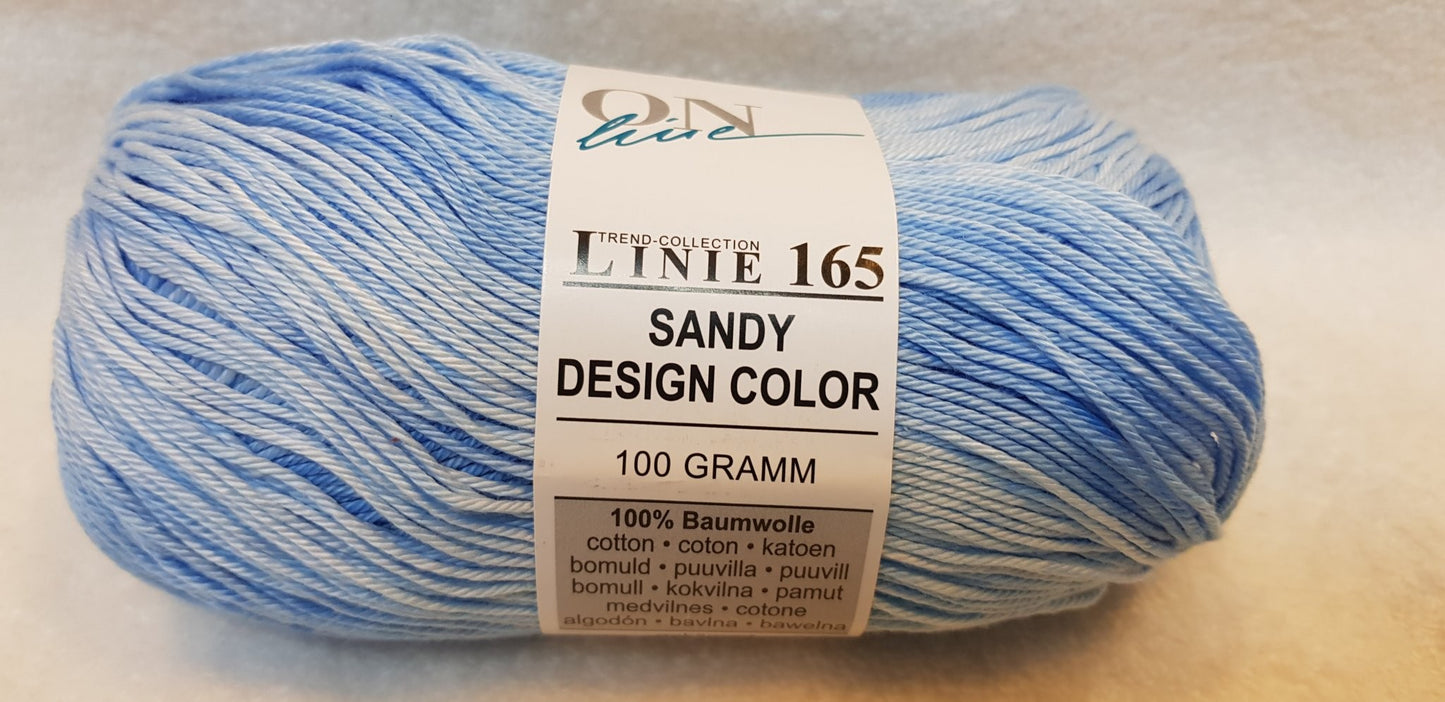 ON
line
TREND-COLLECTION
LINIE 165
SANDY
DESIGN COLOR
100 GRAMM
100% Baumwolle
cotton • coton • katoen
bomuld • puuvilla • puuvill
bomull • kokvilna • pamut
medvilnes • cotone
algodón • bavlna • bawełna